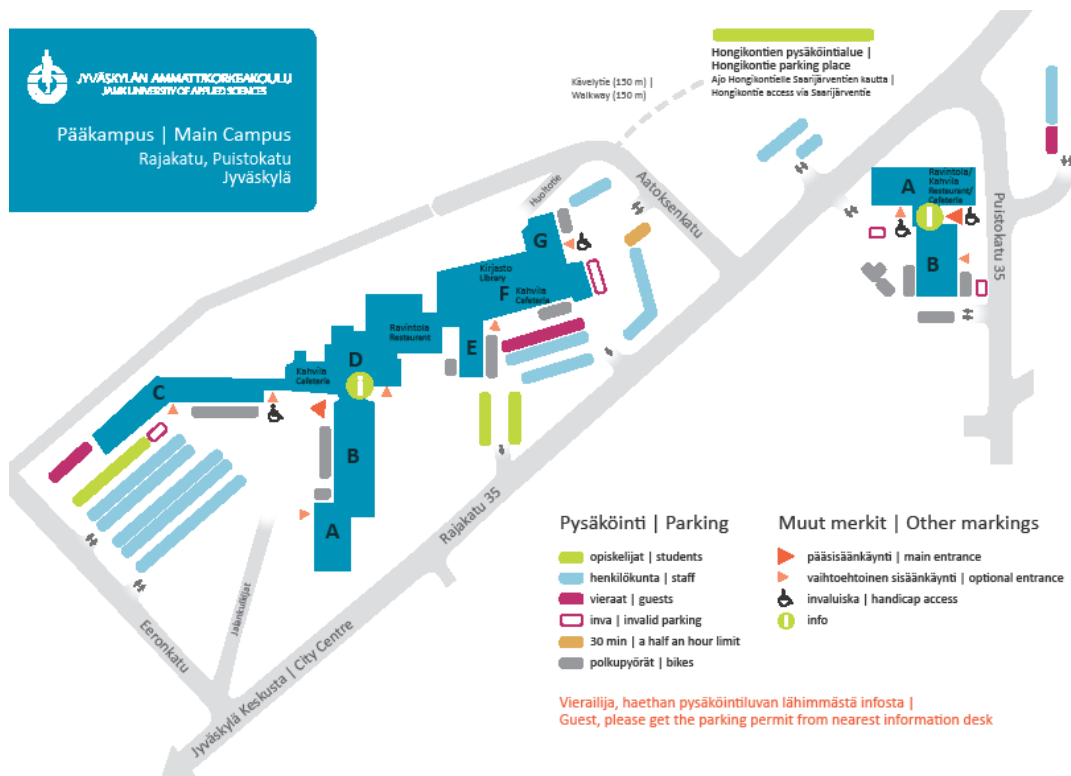 JYVÄSKYLÄN AMMATTIKORKEAKOULU
JAMK UNIVERSITY OF APPLIED SCIENCES
Pääkampus | Main Campus
Rajakatu, Puistokatu
Jyväskylä
Kävelytie (150 m) |
Walkway (150 m)
Hongikontien pysäköintialue |
Hongikontie parking place
Ajo Hongikontielle Saarijärventien kautta |
Hongikontie access via Saarijärventie
Huoltotie
Aatoksenkatu
A
Ravintola/
Kahvila
Restaurant/
Cafeteria
i
B
Puistokatu 35
G
Kirjasto
Library
F
Kahvila
Cafeteria
Ravintola
Restaurant
E
D
Kahvila
Cafeteria
i
C
B
A
Rajakatu 35
Jalankulkijat
Eeronkatu
Jyväskylä Keskusta | City Centre
Pysäköinti | Parking
opiskelijat | students
henkilökunta | staff
vieraat | guests
inva | invalid parking
30 min | a half an hour limit
polkupyörät | bikes
Muut merkit | Other markings
pääsisäänkäynti | main entrance
vaihtoehtoinen sisäänkäynti | optional entrance
invaluiska | handicap access
i info
Vierailija, haethan pysäköintiluvan lähimmästä infosta |
Guest, please get the parking permit from nearest information desk